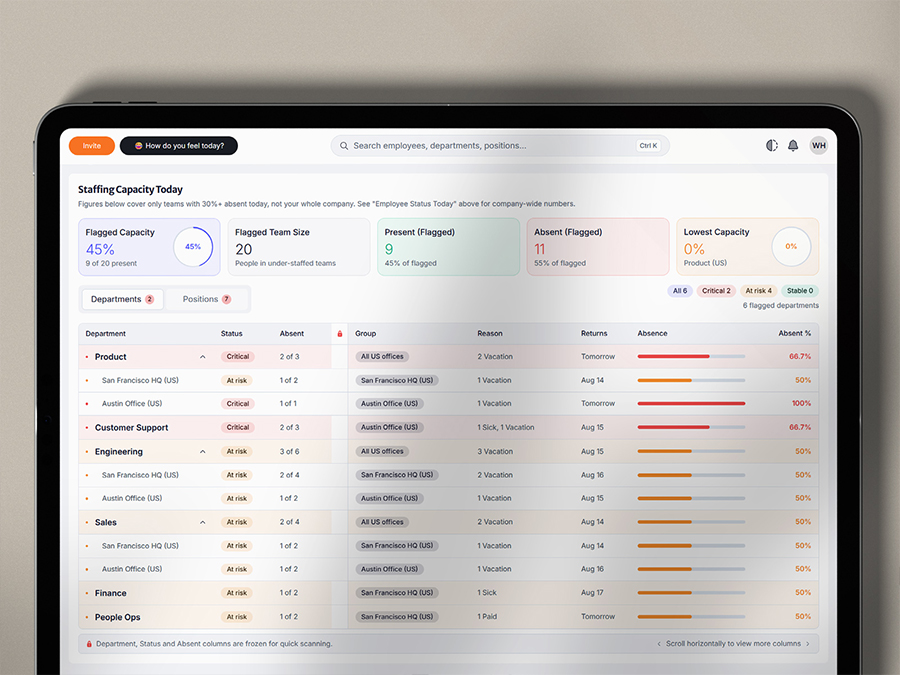 Invite
How do you feel today?
Search employees, departments, positions...
Ctrl K
WH
Staffing Capacity Today
Figures below cover only teams with 30%+ absent today, not your whole company. See "Employee Status Today" above for company-wide numbers.
Flagged Capacity
45%
9 of 20 present
45%
Flagged Team Size
20
People in under-staffed teams
Present (Flagged)
9
45% of flagged
Absent (Flagged)
11
55% of flagged
Lowest Capacity
0%
Product (US)
0%
Departments 2 Positions 7
All 6 Critical 2 At risk 4 Stable 0
6 flagged departments
Department Status Absent Group Reason Returns Absence Absent %
Product Critical 2 of 3 All US offices 2 Vacation Tomorrow 66.7%
San Francisco HQ (US) At risk 1 of 2 San Francisco HQ (US) 1 Vacation Aug 14 50%
Austin Office (US) Critical 1 of 1 Austin Office (US) 1 Vacation Tomorrow 100%
Customer Support Critical 2 of 3 Austin Office (US) 1 Sick, 1 Vacation Aug 15 66.7%
Engineering At risk 3 of 6 All US offices 3 Vacation Aug 15 50%
San Francisco HQ (US) At risk 2 of 4 San Francisco HQ (US) 2 Vacation Aug 16 50%
Austin Office (US) At risk 1 of 2 Austin Office (US) 1 Vacation Aug 15 50%
Sales At risk 2 of 4 All US offices 2 Vacation Aug 14 50%
San Francisco HQ (US) At risk 1 of 2 San Francisco HQ (US) 1 Vacation Aug 14 50%
Austin Office (US) At risk 1 of 2 Austin Office (US) 1 Vacation Aug 16 50%
Finance At risk 1 of 2 San Francisco HQ (US) 1 Sick Aug 17 50%
People Ops At risk 1 of 2 San Francisco HQ (US) 1 Paid Tomorrow 50%
Department, Status and Absent columns are frozen for quick scanning.
‹ Scroll horizontally to view more columns ›